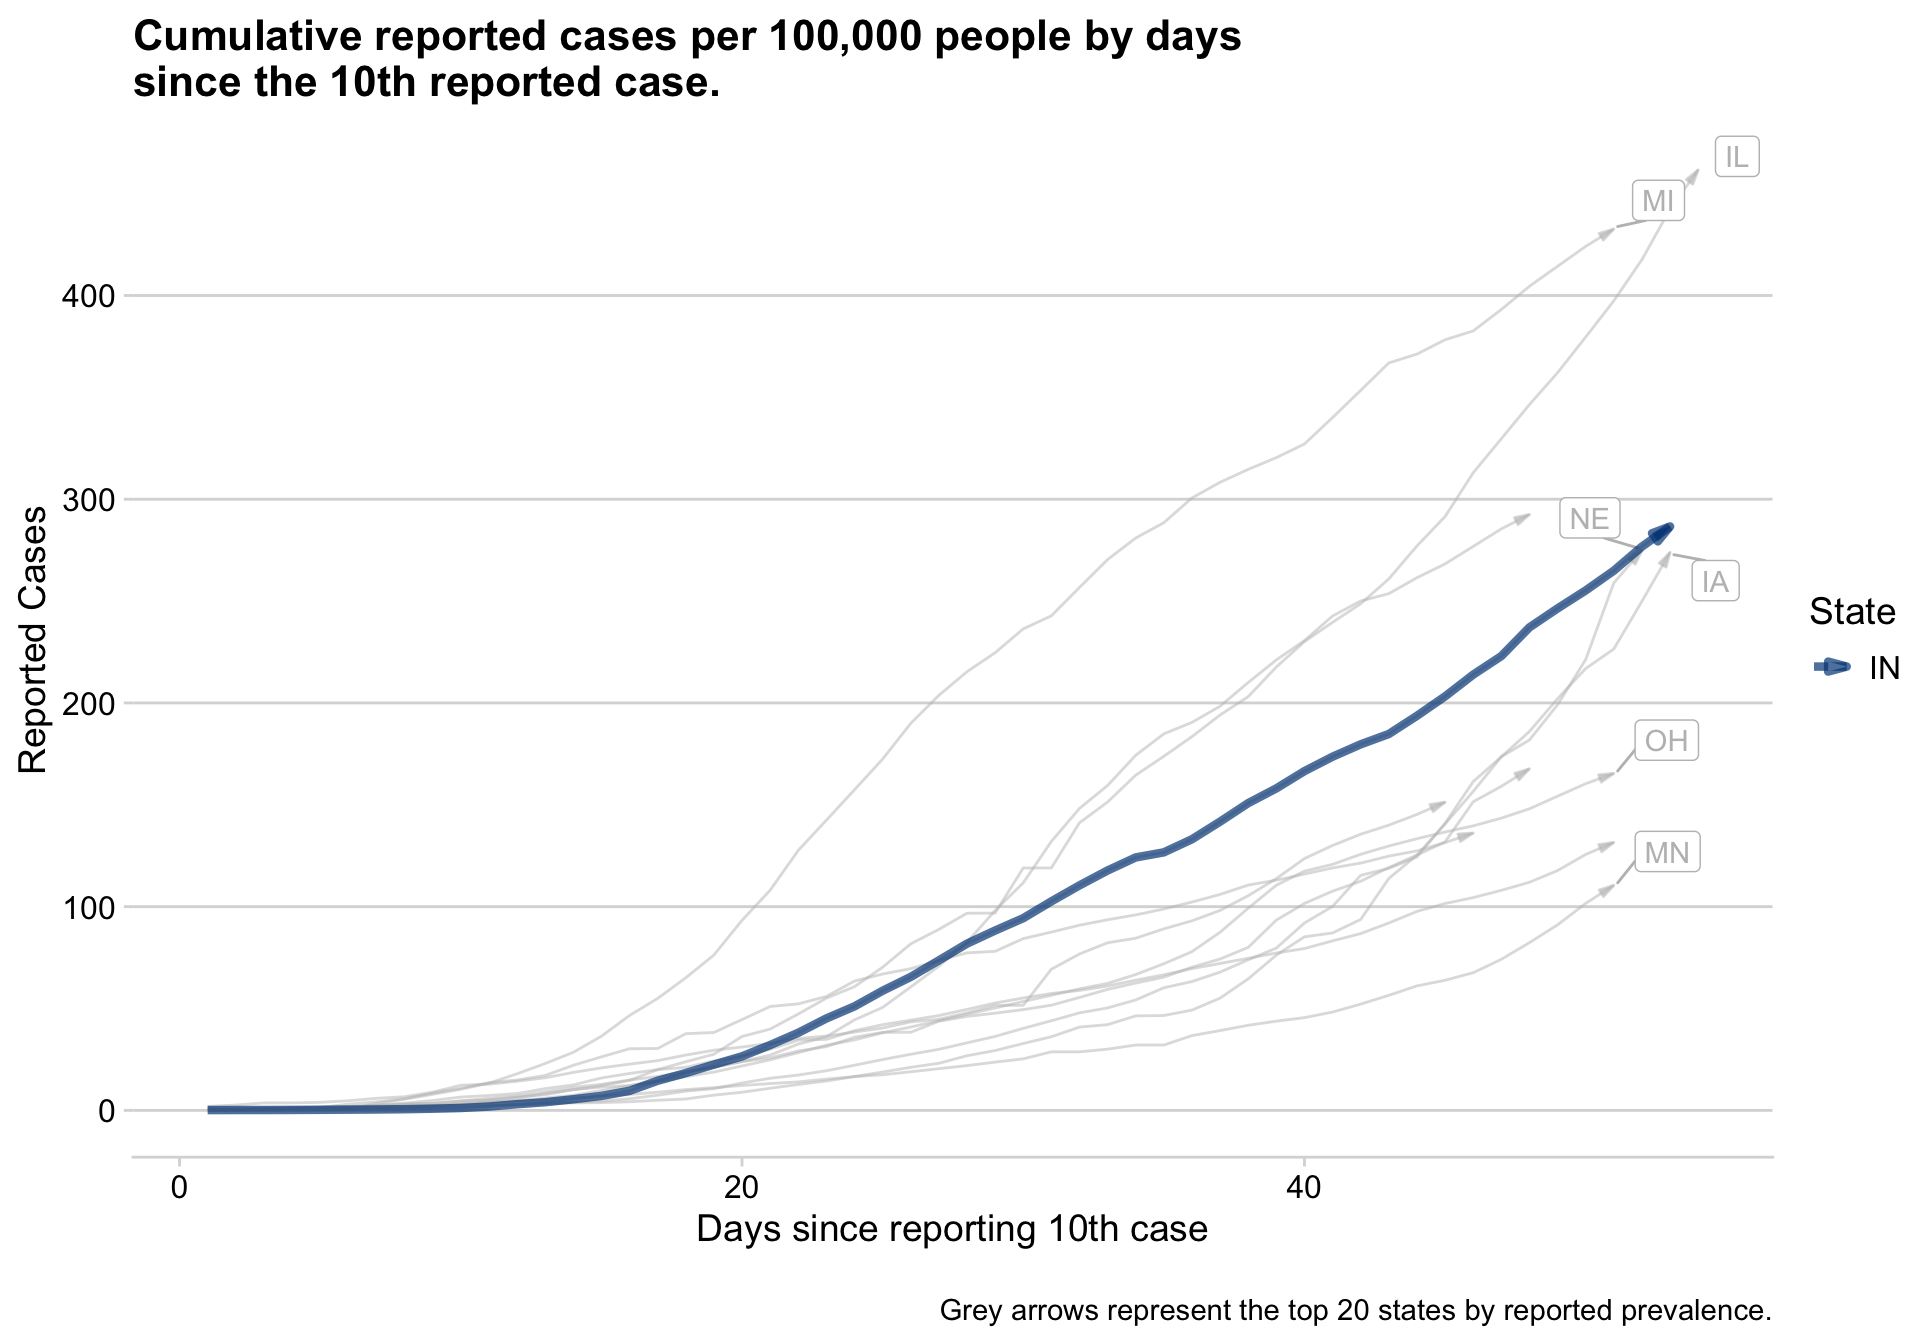 Cumulative reported cases per 100,000 people by days
since the 10th reported case.
IL
MI
400
300
NE
IA
State
IN
200
OH
MN
100
0
Reported Cases
0
20
40
Days since reporting 10th case
Grey arrows represent the top 20 states by reported prevalence.